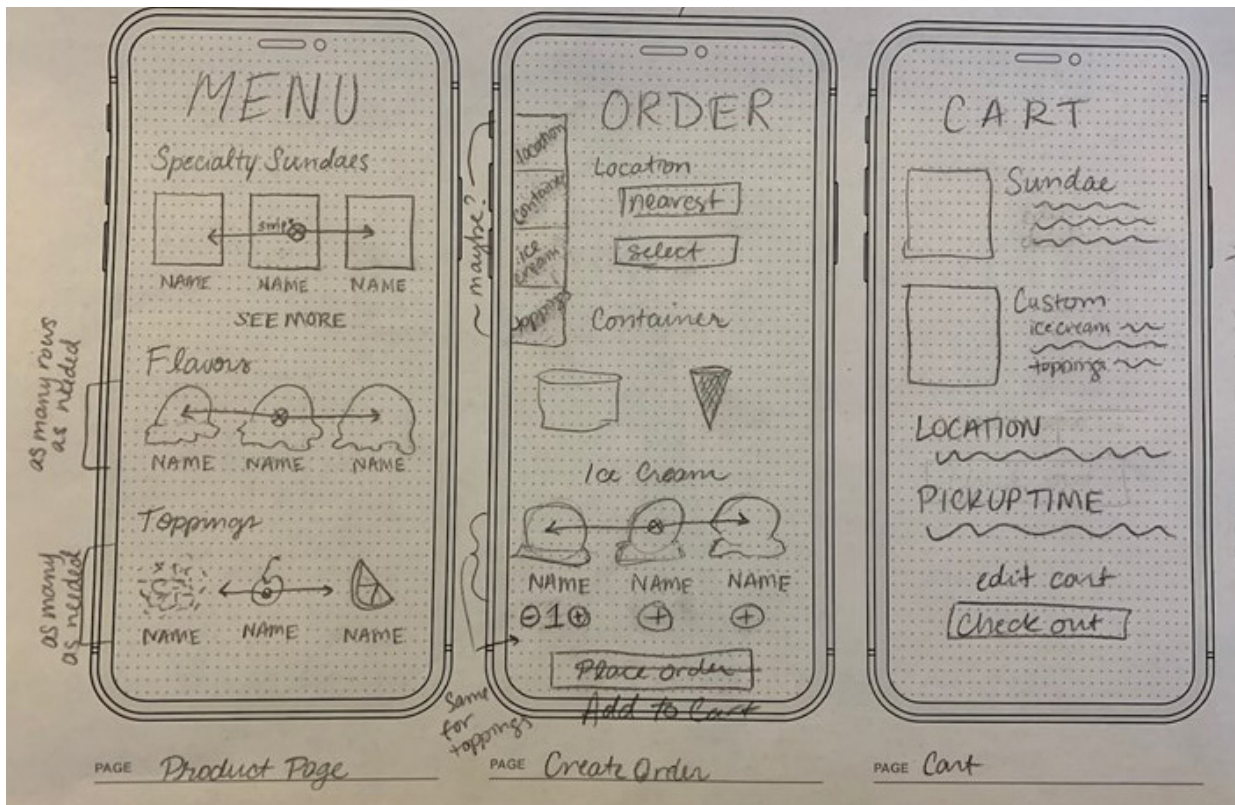 MENU
Specialty Sundaes
swipe
NAME NAME NAME
SEE MORE
Flavors
as many rows
as needed
NAME NAME NAME
Toppings
as many
as needed
NAME NAME NAME
PAGE Product Page
ORDER
maybe?
location
Container
ice
cream
toppings
Location
nearest
select
Container
Ice Cream
NAME NAME NAME
⊖1⊕ ⊕ ⊕
Place order
Add to Cart
Same
for
toppings
PAGE Create Order
CART
Sundae
Custom
ice cream
toppings
LOCATION
PICKUP TIME
edit cart
Check out
PAGE Cart